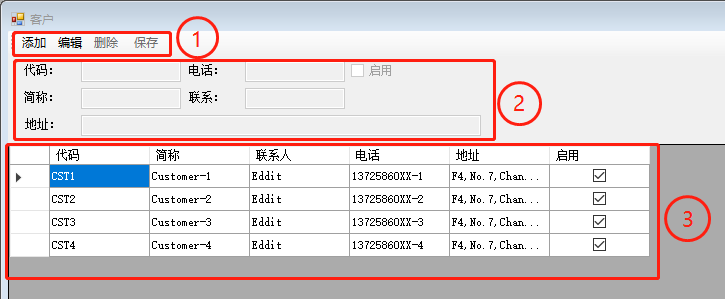 客户
添加 编辑 删除 保存 1
代码： 电话： 启用
简称： 联系：
地址：
2
代码 简称 联系人 电话 地址 启用
CST1 Customer-1 Eddit 13725860XX-1 F4,No.7,Chan...
CST2 Customer-2 Eddit 13725860XX-2 F4,No.7,Chan...
CST3 Customer-3 Eddit 13725860XX-3 F4,No.7,Chan...
CST4 Customer-4 Eddit 13725860XX-4 F4,No.7,Chan...
3